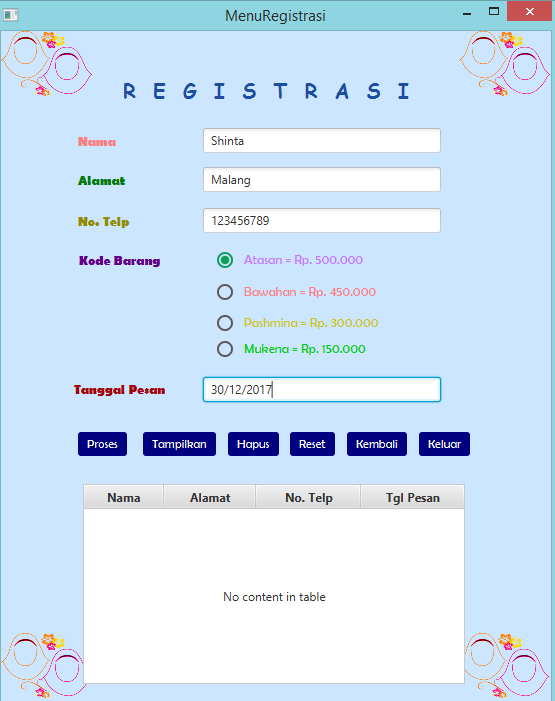 MenuRegistrasi
R E G I S T R A S I
Nama Shinta
Alamat Malang
No. Telp 123456789
Kode Barang Atasan = Rp. 500.000
Bawahan = Rp. 450.000
Pashmina = Rp. 300.000
Mukena = Rp. 150.000
Tanggal Pesan 30/12/2017
Proses Tampilkan Hapus Reset Kembali Keluar
Nama Alamat No. Telp Tgl Pesan
No content in table